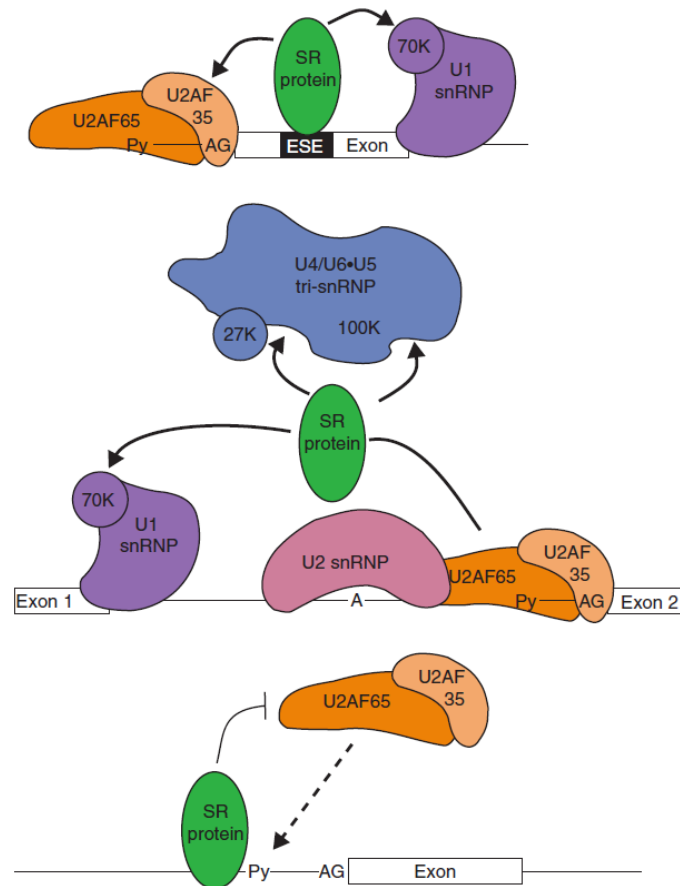 SR
protein
70K
U1
snRNP
U2AF
35
U2AF65
Py
AG
ESE
Exon
U4/U6•U5
tri-snRNP
27K
100K
SR
protein
70K
U1
snRNP
U2 snRNP
U2AF
35
U2AF65
Exon 1
A
Py
AG
Exon 2
U2AF
35
U2AF65
SR
protein
Py
AG
Exon